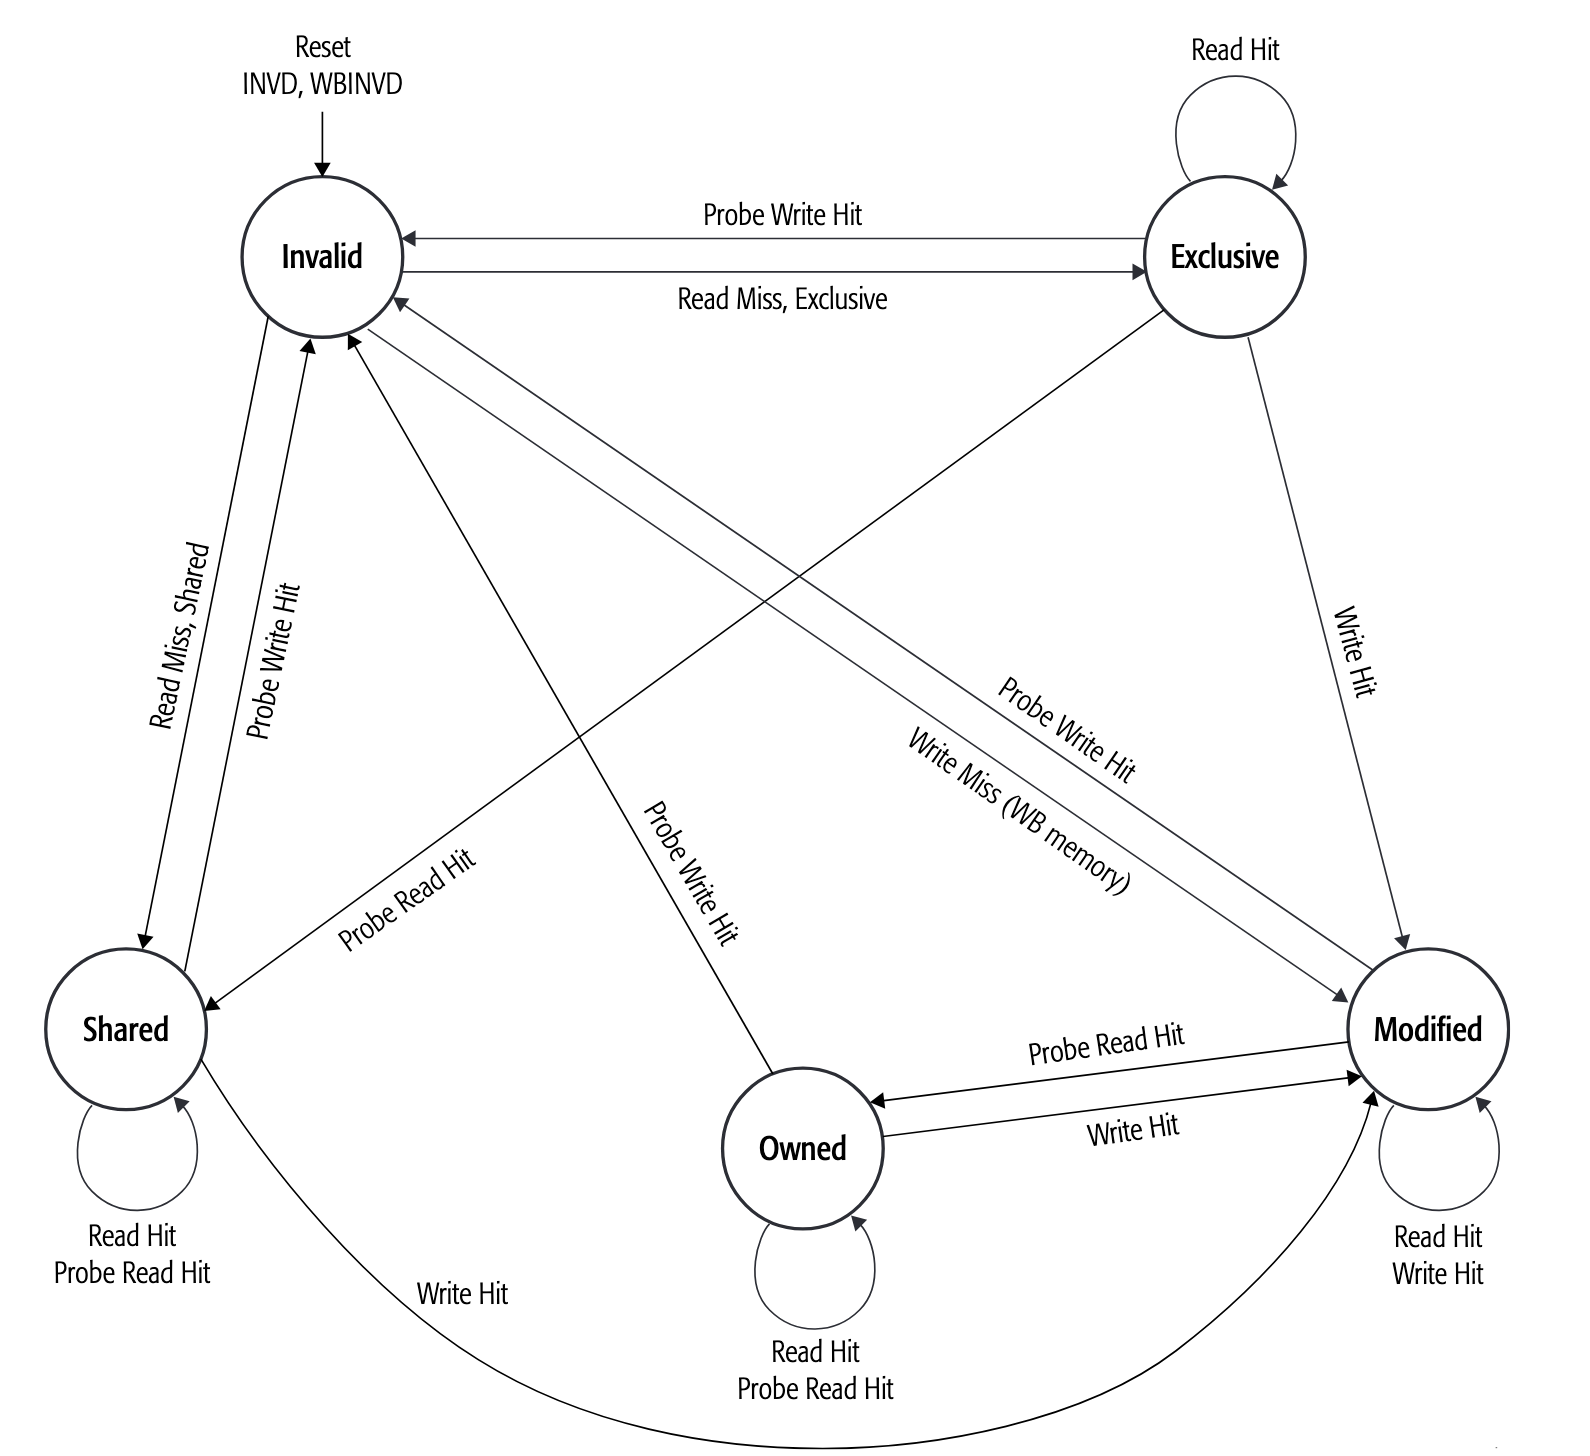 Reset
INVD, WBINVD
Read Hit
Probe Write Hit
Invalid
Exclusive
Read Miss, Exclusive
Read Miss, Shared
Probe Write Hit
Write Hit
Probe Write Hit
Write Miss (WB memory)
Probe Write Hit
Probe Read Hit
Shared
Modified
Probe Read Hit
Write Hit
Owned
Read Hit
Probe Read Hit
Read Hit
Write Hit
Write Hit
Read Hit
Probe Read Hit